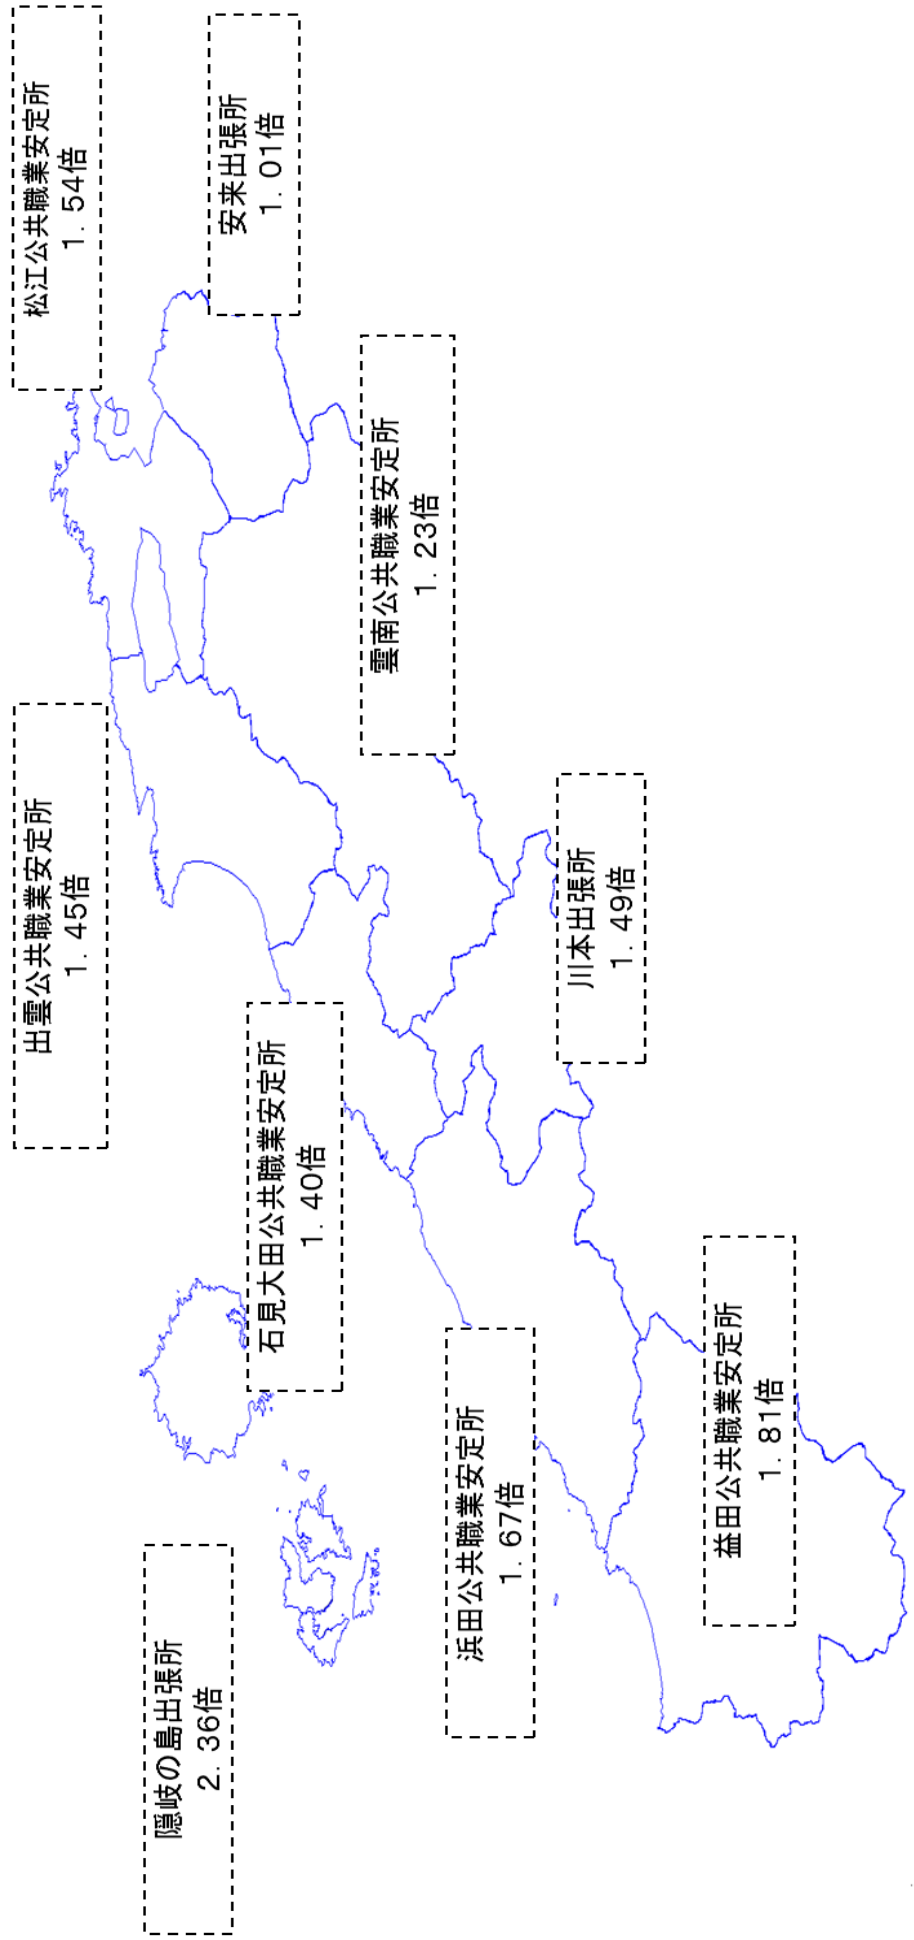 隠岐の島出張所
2.36倍
出雲公共職業安定所
1.45倍
松江公共職業安定所
1.54倍
安来出張所
1.01倍
石見大田公共職業安定所
1.40倍
雲南公共職業安定所
1.23倍
浜田公共職業安定所
1.67倍
川本出張所
1.49倍
益田公共職業安定所
1.81倍